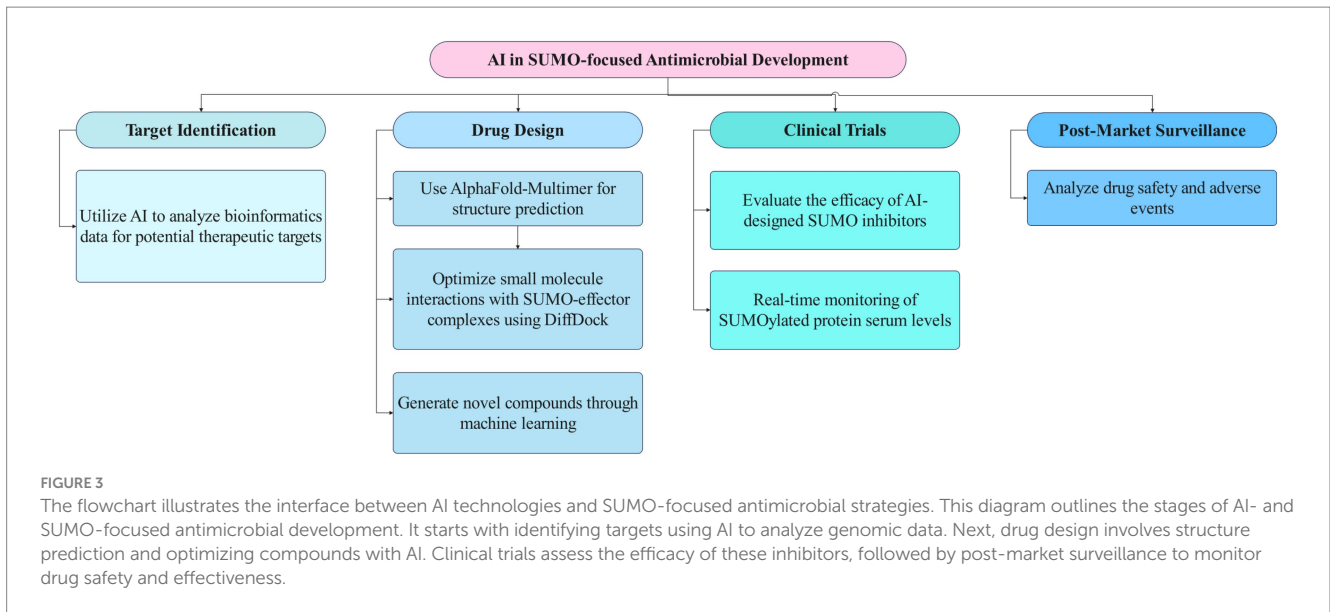 AI in SUMO-focused Antimicrobial Development
Target Identification
Utilize AI to analyze bioinformatics
data for potential therapeutic targets
Drug Design
Use AlphaFold-Multimer for
structure prediction
Optimize small molecule
interactions with SUMO-effector
complexes using DiffDock
Generate novel compounds through
machine learning
Clinical Trials
Evaluate the efficacy of AI-
designed SUMO inhibitors
Real-time monitoring of
SUMOylated protein serum levels
Post-Market Surveillance
Analyze drug safety and adverse
events
FIGURE 3
The flowchart illustrates the interface between AI technologies and SUMO-focused antimicrobial strategies. This diagram outlines the stages of AI- and
SUMO-focused antimicrobial development. It starts with identifying targets using AI to analyze genomic data. Next, drug design involves structure
prediction and optimizing compounds with AI. Clinical trials assess the efficacy of these inhibitors, followed by post-market surveillance to monitor
drug safety and effectiveness.